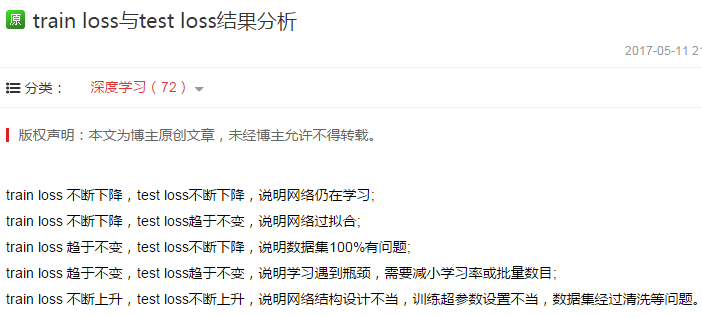 原 train loss与test loss结果分析
2017-05-11 21
分类： 深度学习（72）
版权声明：本文为博主原创文章，未经博主允许不得转载。
train loss 不断下降，test loss不断下降，说明网络仍在学习;
train loss 不断下降，test loss趋于不变，说明网络过拟合;
train loss 趋于不变，test loss不断下降，说明数据集100%有问题;
train loss 趋于不变，test loss趋于不变，说明学习遇到瓶颈，需要减小学习率或批量数目;
train loss 不断上升，test loss不断上升，说明网络结构设计不当，训练超参数设置不当，数据集经过清洗等问题。